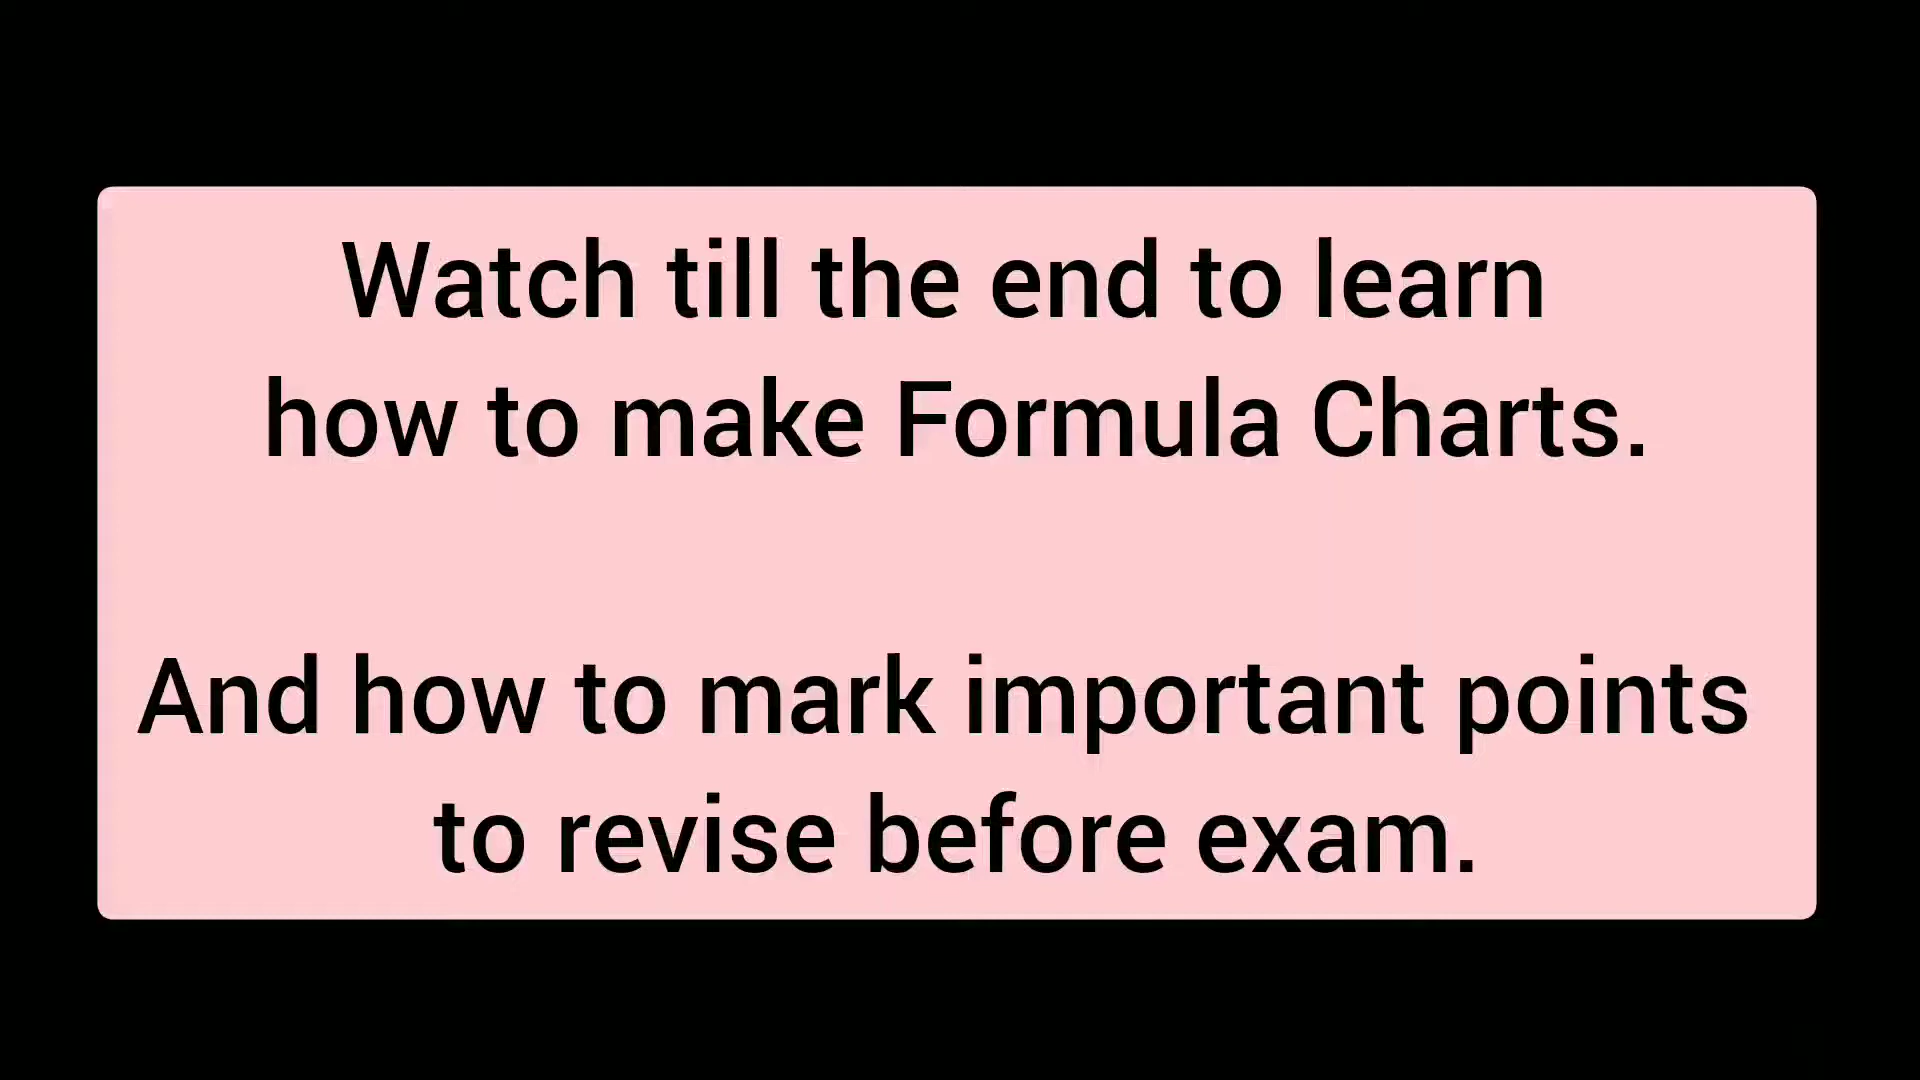 Watch till the end to learn
how to make Formula Charts.
And how to mark important points
to revise before exam.